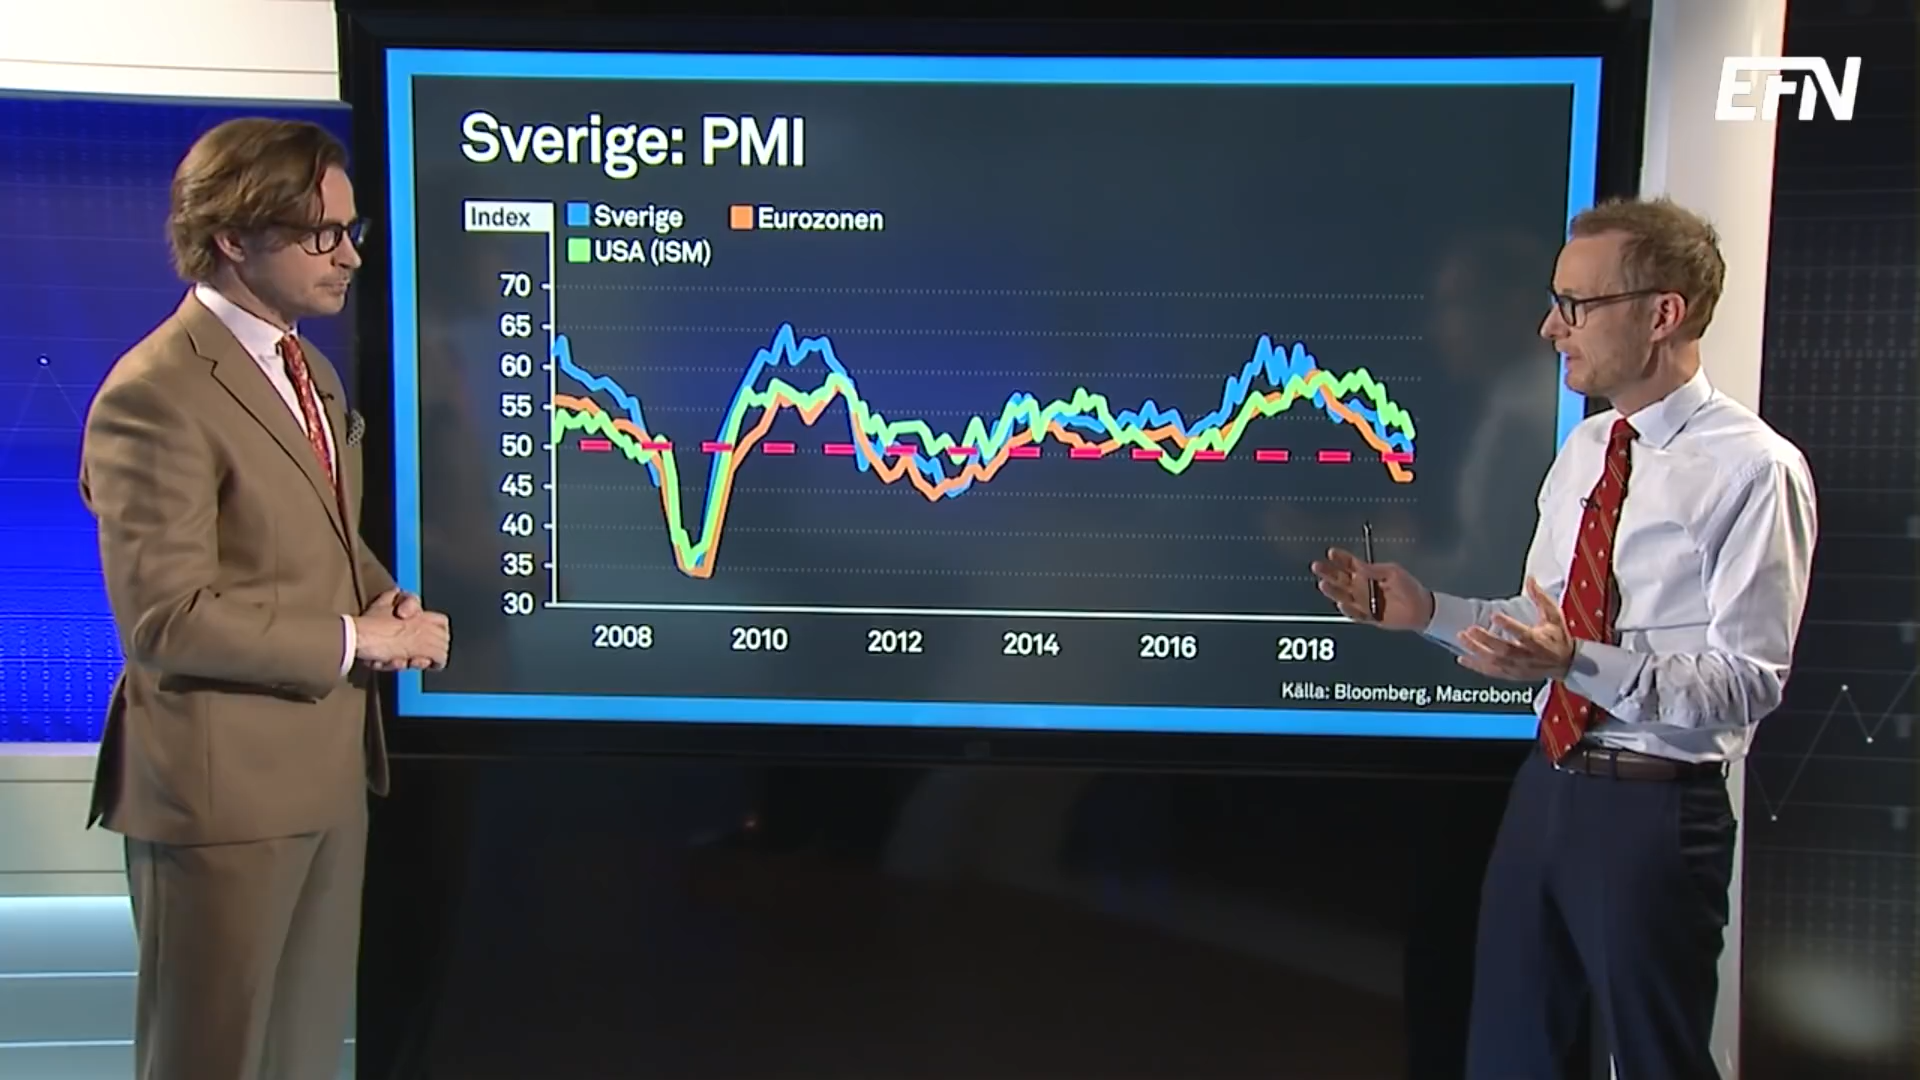 EFN
Sverige: PMI
Index
Sverige
Eurozonen
USA (ISM)
70
65
60
55
50
45
40
35
30
2008
2010
2012
2014
2016
2018
Källa: Bloomberg, Macrobond